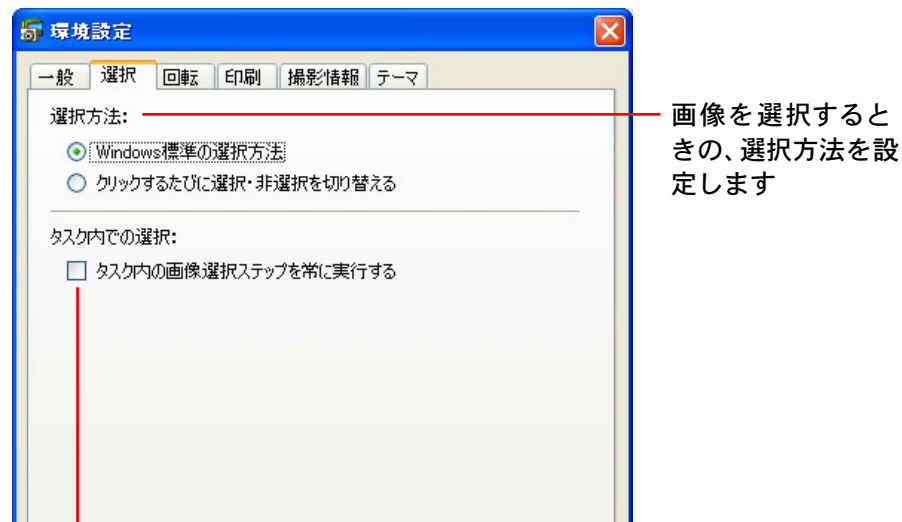 環境設定
一般 選択 回転 印刷 撮影情報 テーマ
選択方法:
Windows標準の選択方法
クリックするたびに選択・非選択を切り替える
タスク内での選択:
タスク内の画像選択ステップを常に実行する
画像を選択すると
きの、選択方法を設
定します